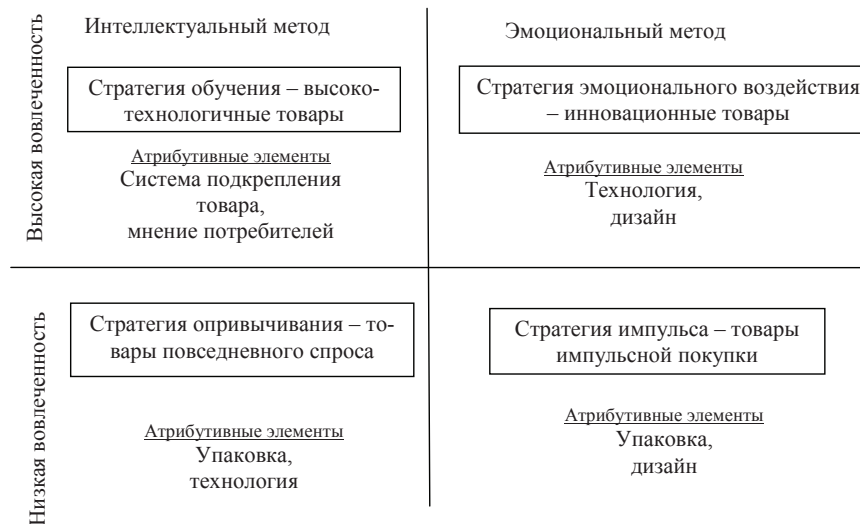 Интеллектуальный метод
Эмоциональный метод
Высокая вовлеченность
Стратегия обучения – высоко-
технологичные товары
Атрибутивные элементы
Система подкрепления
товара,
мнение потребителей
Стратегия эмоционального воздействия
– инновационные товары
Атрибутивные элементы
Технология,
дизайн
Низкая вовлеченность
Стратегия опривычивания – то-
вары повседневного спроса
Атрибутивные элементы
Упаковка,
технология
Стратегия импульса – товары
импульсной покупки
Атрибутивные элементы
Упаковка,
дизайн